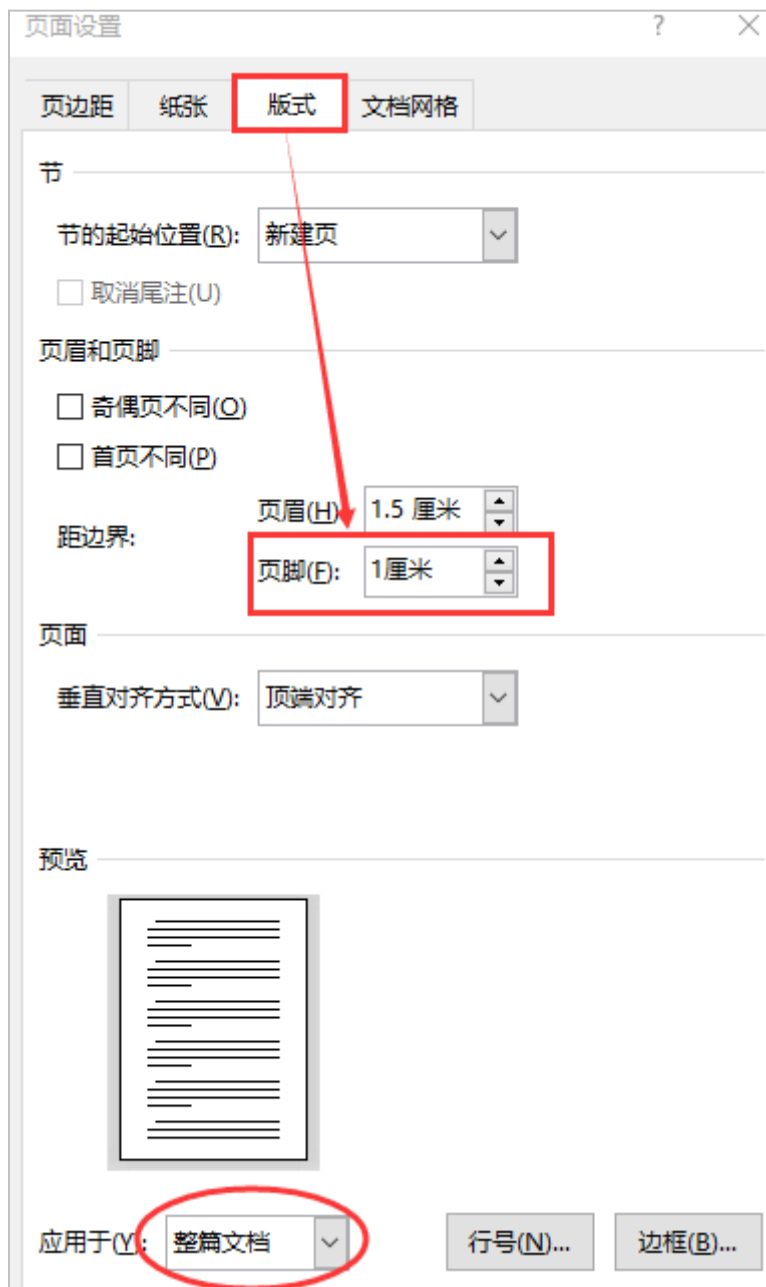 页面设置 ?
页边距 纸张 版式 文档网格
节
节的起始位置(R): 新建页
取消尾注(U)
页眉和页脚
奇偶页不同(O)
首页不同(P)
距边界:
页眉(H) 1.5 厘米
页脚(F): 1厘米
页面
垂直对齐方式(V): 顶端对齐
预览
应用于(Y): 整篇文档 行号(N)... 边框(B)...